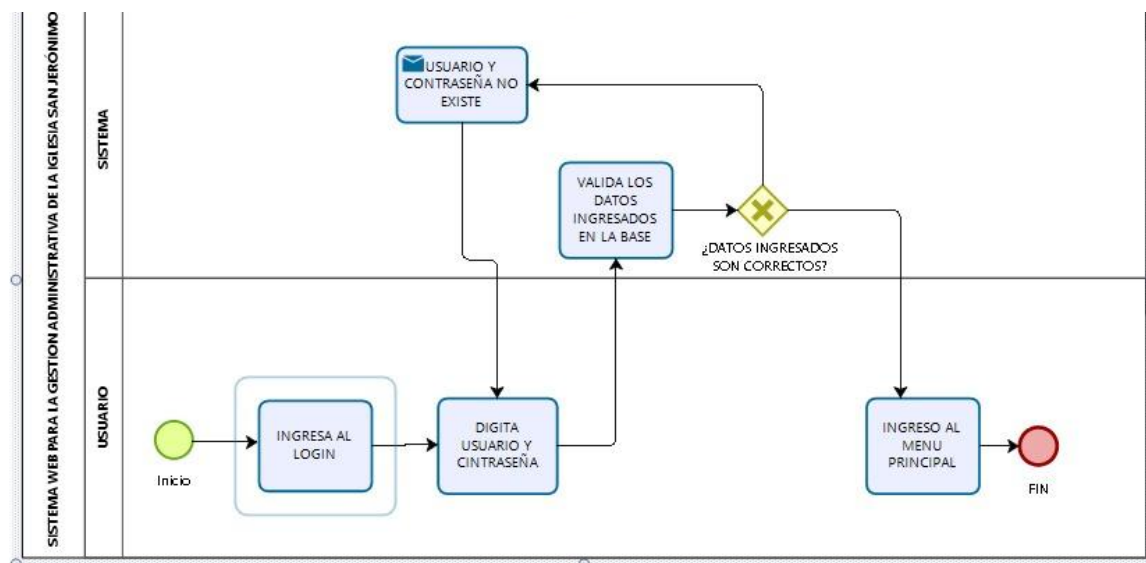 SISTEMA WEB PARA LA GESTION ADMINISTRATIVA DE LA IGLESIA SAN JERÓNIMO
SISTEMA
USUARIO Y
CONTRASEÑA NO
EXISTE
VALIDA LOS
DATOS
INGRESADOS
EN LA BASE
¿DATOS INGRESADOS
SON CORRECTOS?
USUARIO
Inicio
INGRESA AL
LOGIN
DIGITA
USUARIO Y
CINTRASEÑA
INGRESO AL
MENU
PRINCIPAL
FIN